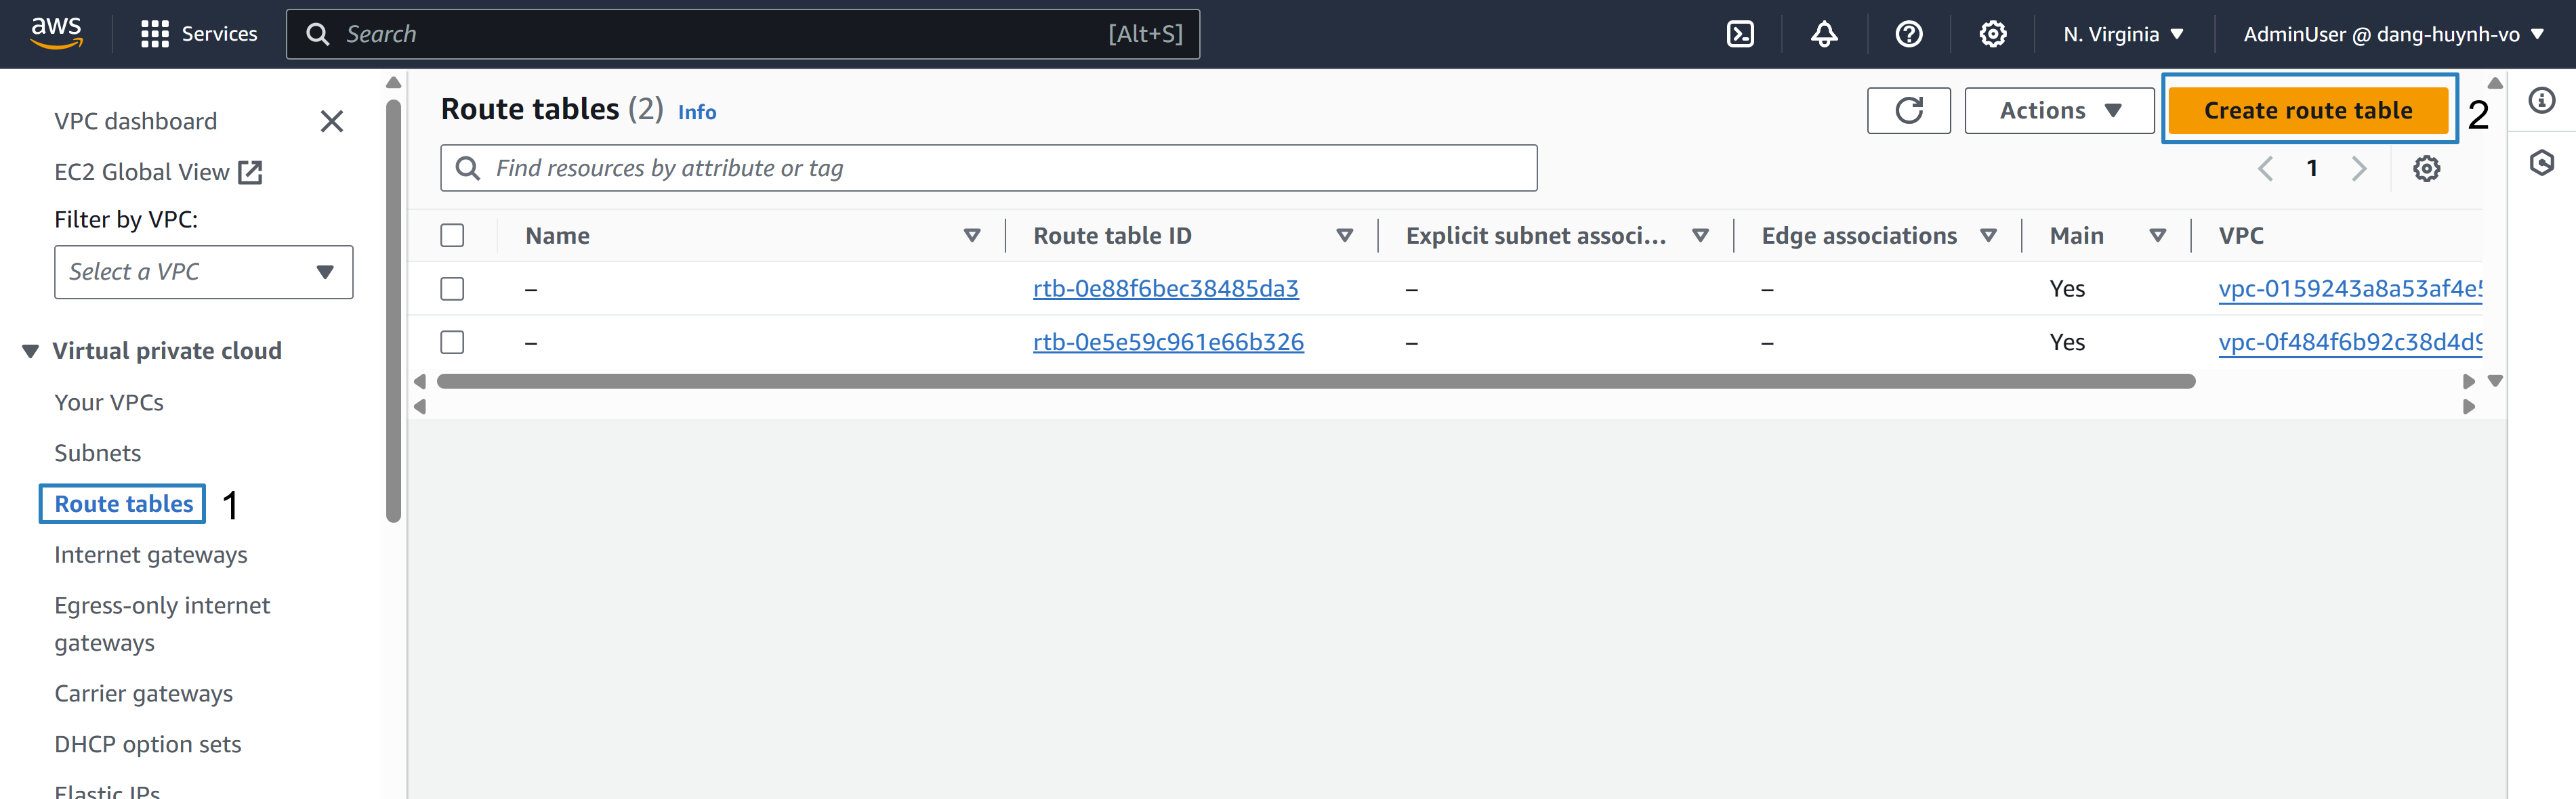 aws
Services
Search
[Alt+S]
N. Virginia
AdminUser @ dang-huynh-vo
VPC dashboard
EC2 Global View
Filter by VPC:
Select a VPC
Virtual private cloud
Your VPCs
Subnets
Route tables
1
Internet gateways
Egress-only internet
gateways
Carrier gateways
DHCP option sets
Elastic IPs
Route tables (2) Info
Actions
Create route table
2
Find resources by attribute or tag
1
Name Route table ID Explicit subnet associ... Edge associations Main VPC
– rtb-0e88f6bec38485da3 – – Yes vpc-0159243a8a53af4e5
– rtb-0e5e59c961e66b326 – – Yes vpc-0f484f6b92c38d4d9